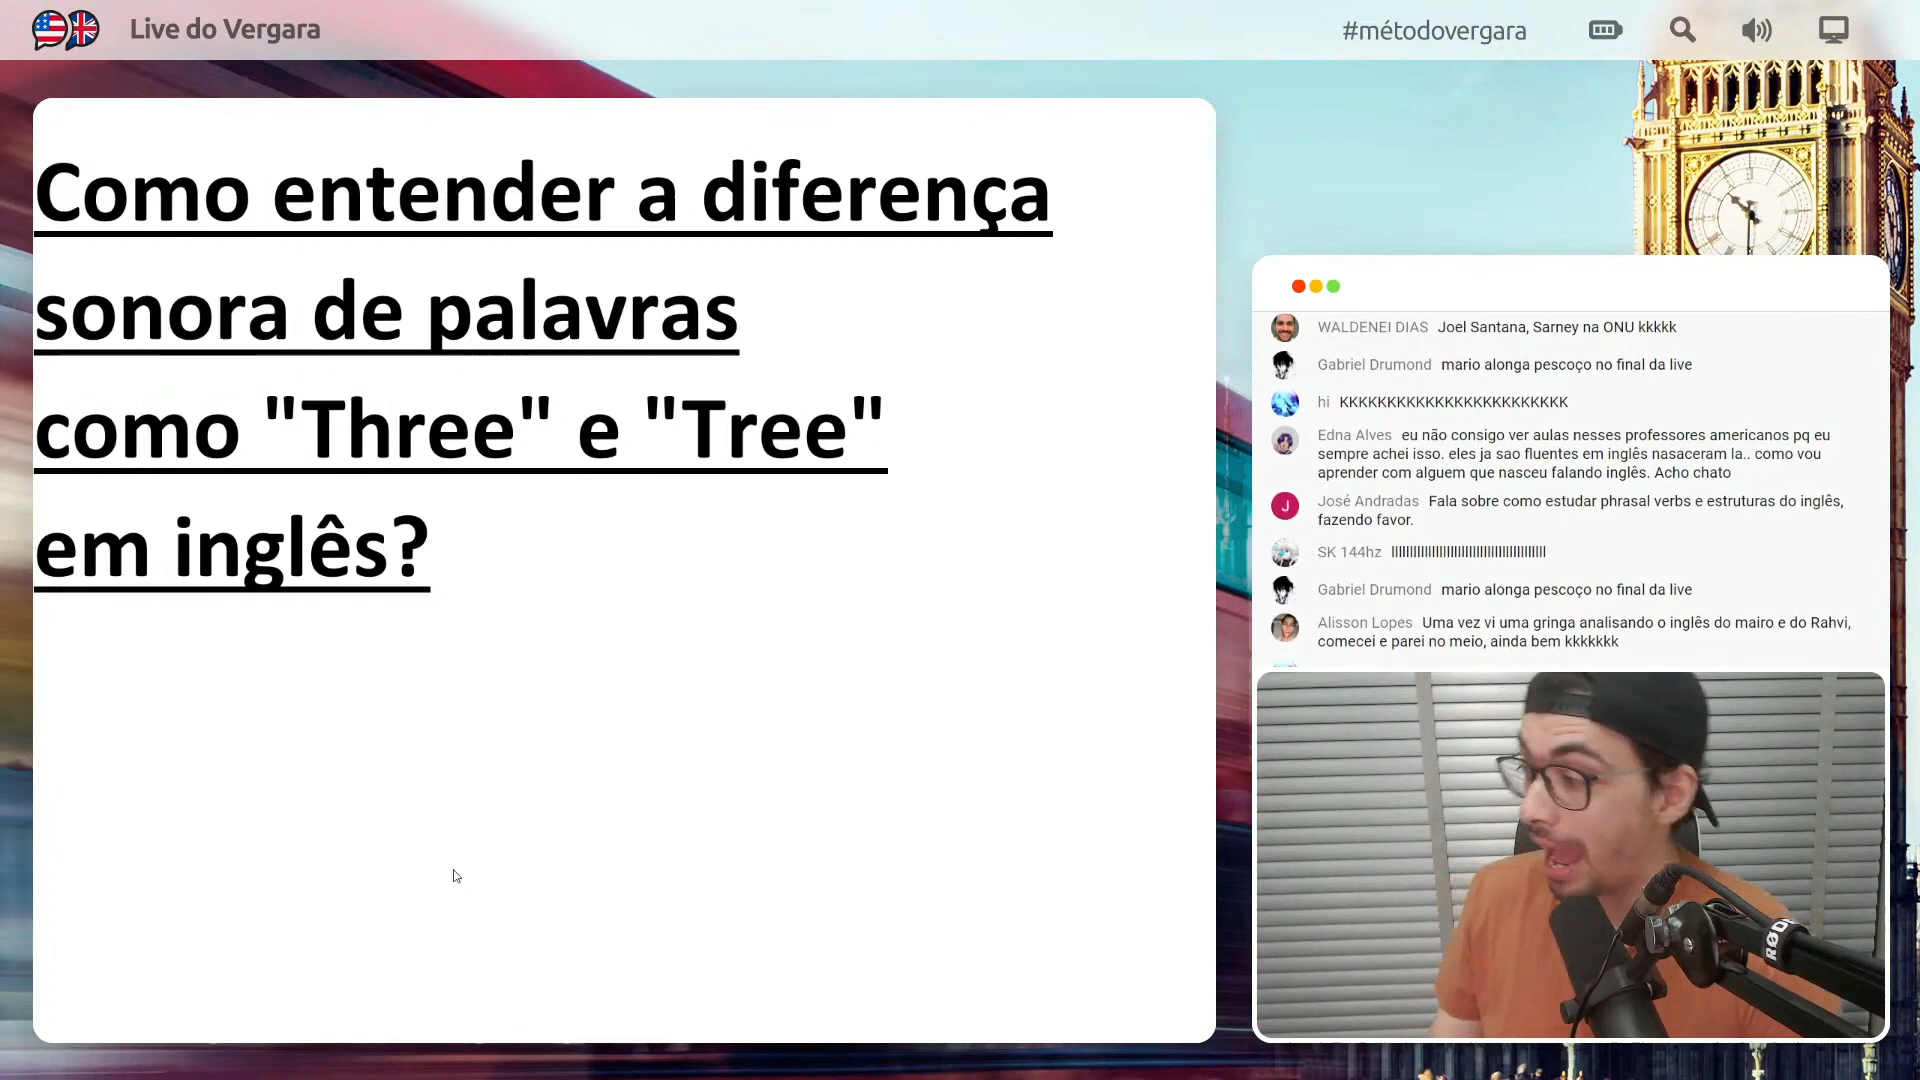 Live do Vergara
#métodovergara
Como entender a diferença
sonora de palavras
como "Three" e "Tree"
em inglês?
WALDENEI DIAS Joel Santana, Sarney na ONU kkkkk
Gabriel Drumond mario alonga pescoço no final da live
hi KKKKKKKKKKKKKKKKKKKKKKKK
Edna Alves eu não consigo ver aulas nesses professores americanos pq eu
sempre achei isso. eles ja sao fluentes em inglês nasaceram la.. como vou
aprender com alguem que nasceu falando inglês. Acho chato
J
José Andradas Fala sobre como estudar phrasal verbs e estruturas do inglês,
fazendo favor.
SK 144hz
Gabriel Drumond mario alonga pescoço no final da live
Alisson Lopes Uma vez vi uma gringa analisando o inglês do mairo e do Rahvi,
comecei e parei no meio, ainda bem kkkkkkk
RØDE